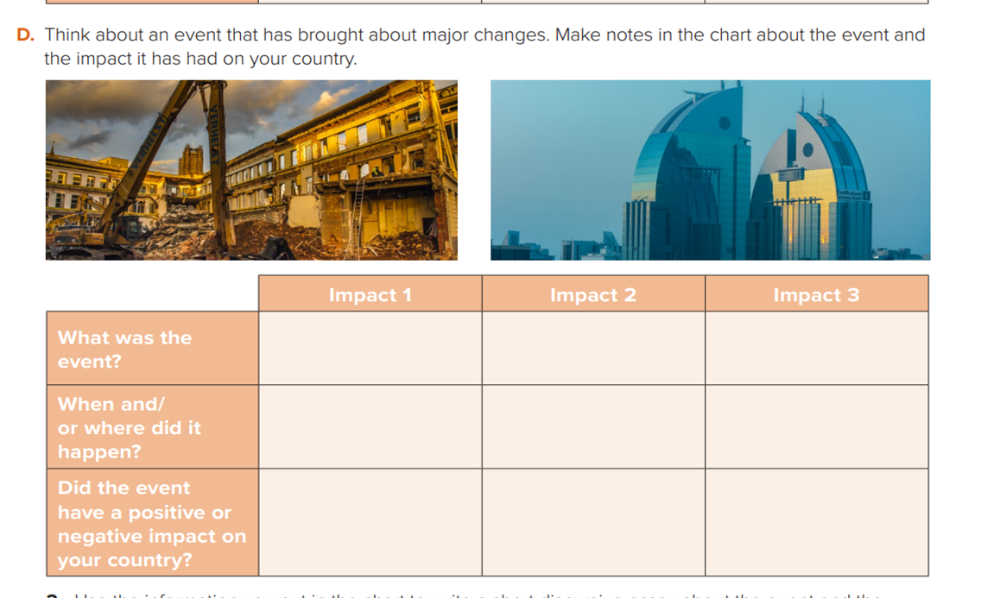 D. Think about an event that has brought about major changes. Make notes in the chart about the event and
the impact it has had on your country.
Impact 1
Impact 2
Impact 3
What was the
event?
When and/
or where did it
happen?
Did the event
have a positive or
negative impact on
your country?